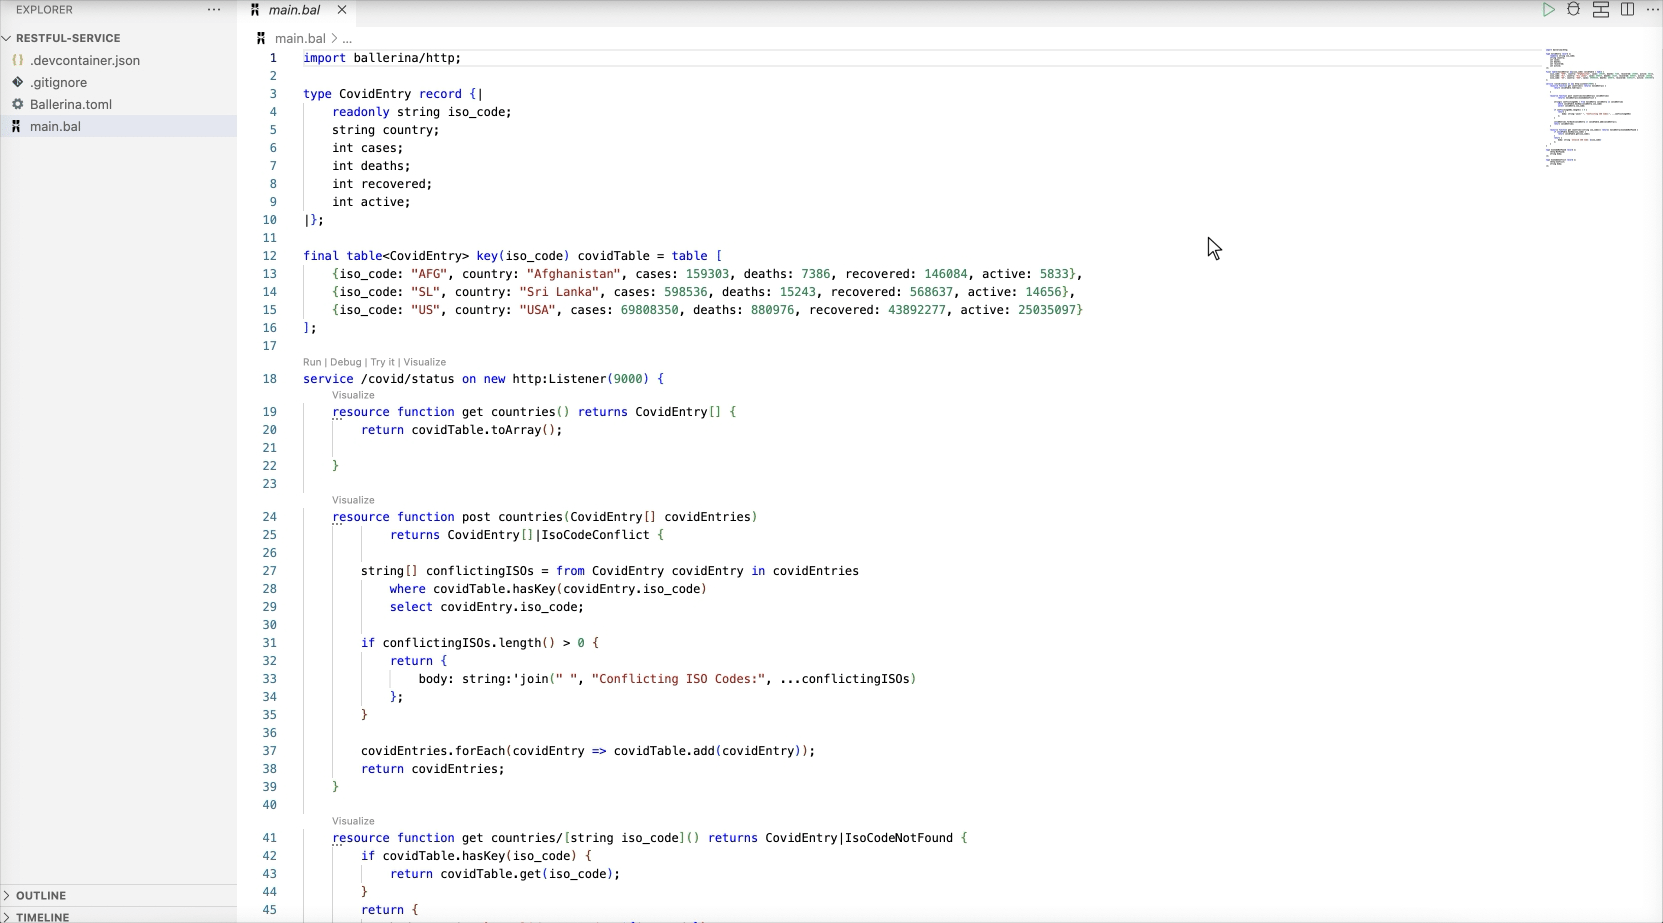 EXPLORER
...
RESTFUL-SERVICE
.devcontainer.json
.gitignore
Ballerina.toml
main.bal
OUTLINE
TIMELINE
main.bal
main.bal > ...
1 import ballerina/http;
2
3 type CovidEntry record {|
4     readonly string iso_code;
5     string country;
6     int cases;
7     int deaths;
8     int recovered;
9     int active;
10 |};
11
12 final table<CovidEntry> key(iso_code) covidTable = table [
13     {iso_code: "AFG", country: "Afghanistan", cases: 159303, deaths: 7386, recovered: 146084, active: 5833},
14     {iso_code: "SL", country: "Sri Lanka", cases: 598536, deaths: 15243, recovered: 568637, active: 14656},
15     {iso_code: "US", country: "USA", cases: 69808350, deaths: 880976, recovered: 43892277, active: 25035097}
16 ];
17
Run | Debug | Try it | Visualize
18 service /covid/status on new http:Listener(9000) {
Visualize
19     resource function get countries() returns CovidEntry[] {
20         return covidTable.toArray();
21
22     }
23
Visualize
24     resource function post countries(CovidEntry[] covidEntries)
25             returns CovidEntry[]|IsoCodeConflict {
26
27         string[] conflictingISOs = from CovidEntry covidEntry in covidEntries
28             where covidTable.hasKey(covidEntry.iso_code)
29             select covidEntry.iso_code;
30
31         if conflictingISOs.length() > 0 {
32             return {
33                 body: string:'join(" ", "Conflicting ISO Codes:", ...conflictingISOs)
34             };
35         }
36
37         covidEntries.forEach(covidEntry => covidTable.add(covidEntry));
38         return covidEntries;
39     }
40
Visualize
41     resource function get countries/[string iso_code]() returns CovidEntry|IsoCodeNotFound {
42         if covidTable.hasKey(iso_code) {
43             return covidTable.get(iso_code);
44         }
45         return {